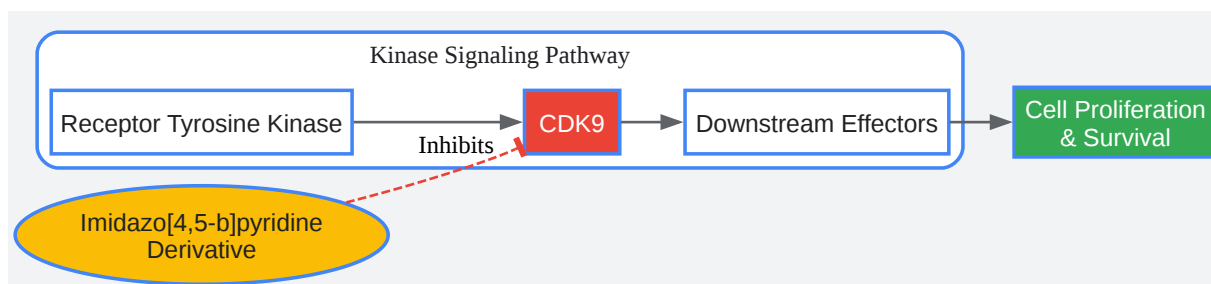 Kinase Signaling Pathway
Receptor Tyrosine Kinase
CDK9
Downstream Effectors
Cell Proliferation
& Survival
Inhibits
Imidazo[4,5-b]pyridine
Derivative